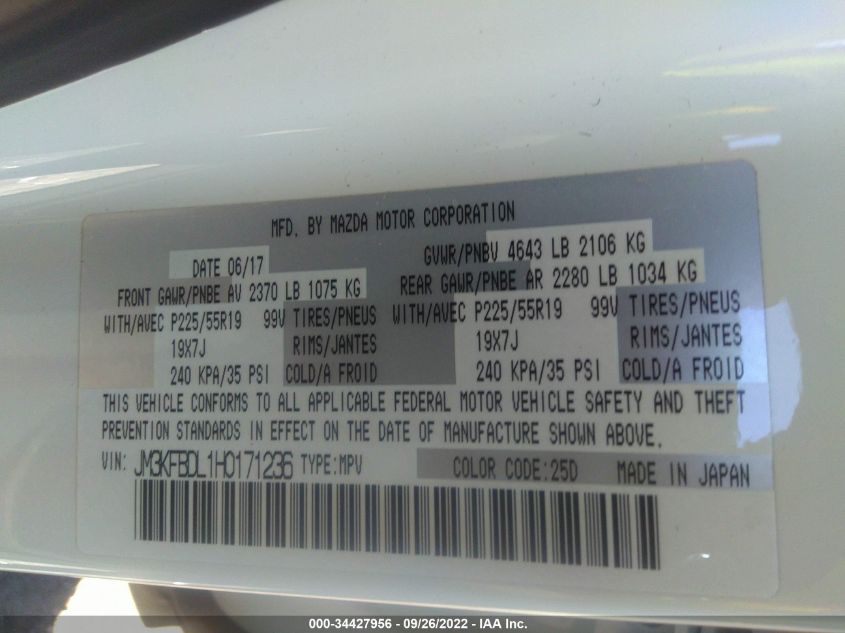 MFD. BY MAZDA MOTOR CORPORATION
DATE 06/17 GVWR/PNBV 4643 LB 2106 KG
FRONT GAWR/PNBE AV 2370 LB 1075 KG REAR GAWR/PNBE AR 2280 LB 1034 KG
WITH/AVEC P225/55R19 99V TIRES/PNEUS WITH/AVEC P225/55R19 99V TIRES/PNEUS
19X7J RIMS/JANTES 19X7J RIMS/JANTES
240 KPA/35 PSI COLD/A FROID 240 KPA/35 PSI COLD/A FROID
THIS VEHICLE CONFORMS TO ALL APPLICABLE FEDERAL MOTOR VEHICLE SAFETY AND THEFT
PREVENTION STANDARDS IN EFFECT ON THE DATE OF MANUFACTURE SHOWN ABOVE.
VIN: JM3KFBDL1H0171236 TYPE:MPV COLOR CODE:25D MADE IN JAPAN
000-34427956 - 09/26/2022 - IAA Inc.